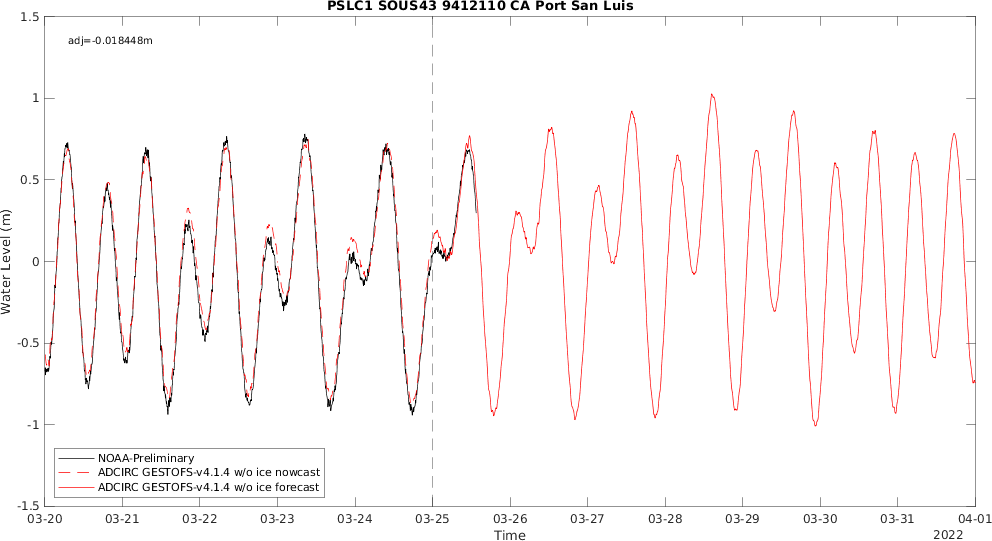 PSLC1 SOUS43 9412110 CA Port San Luis
adj=-0.018448m
1.5
1
0.5
0
-0.5
-1
-1.5
Water Level (m)
NOAA-Preliminary
ADCIRC GESTOFS-v4.1.4 w/o ice nowcast
ADCIRC GESTOFS-v4.1.4 w/o ice forecast
03-20 03-21 03-22 03-23 03-24 03-25 03-26 03-27 03-28 03-29 03-30 03-31 04-01
Time
2022